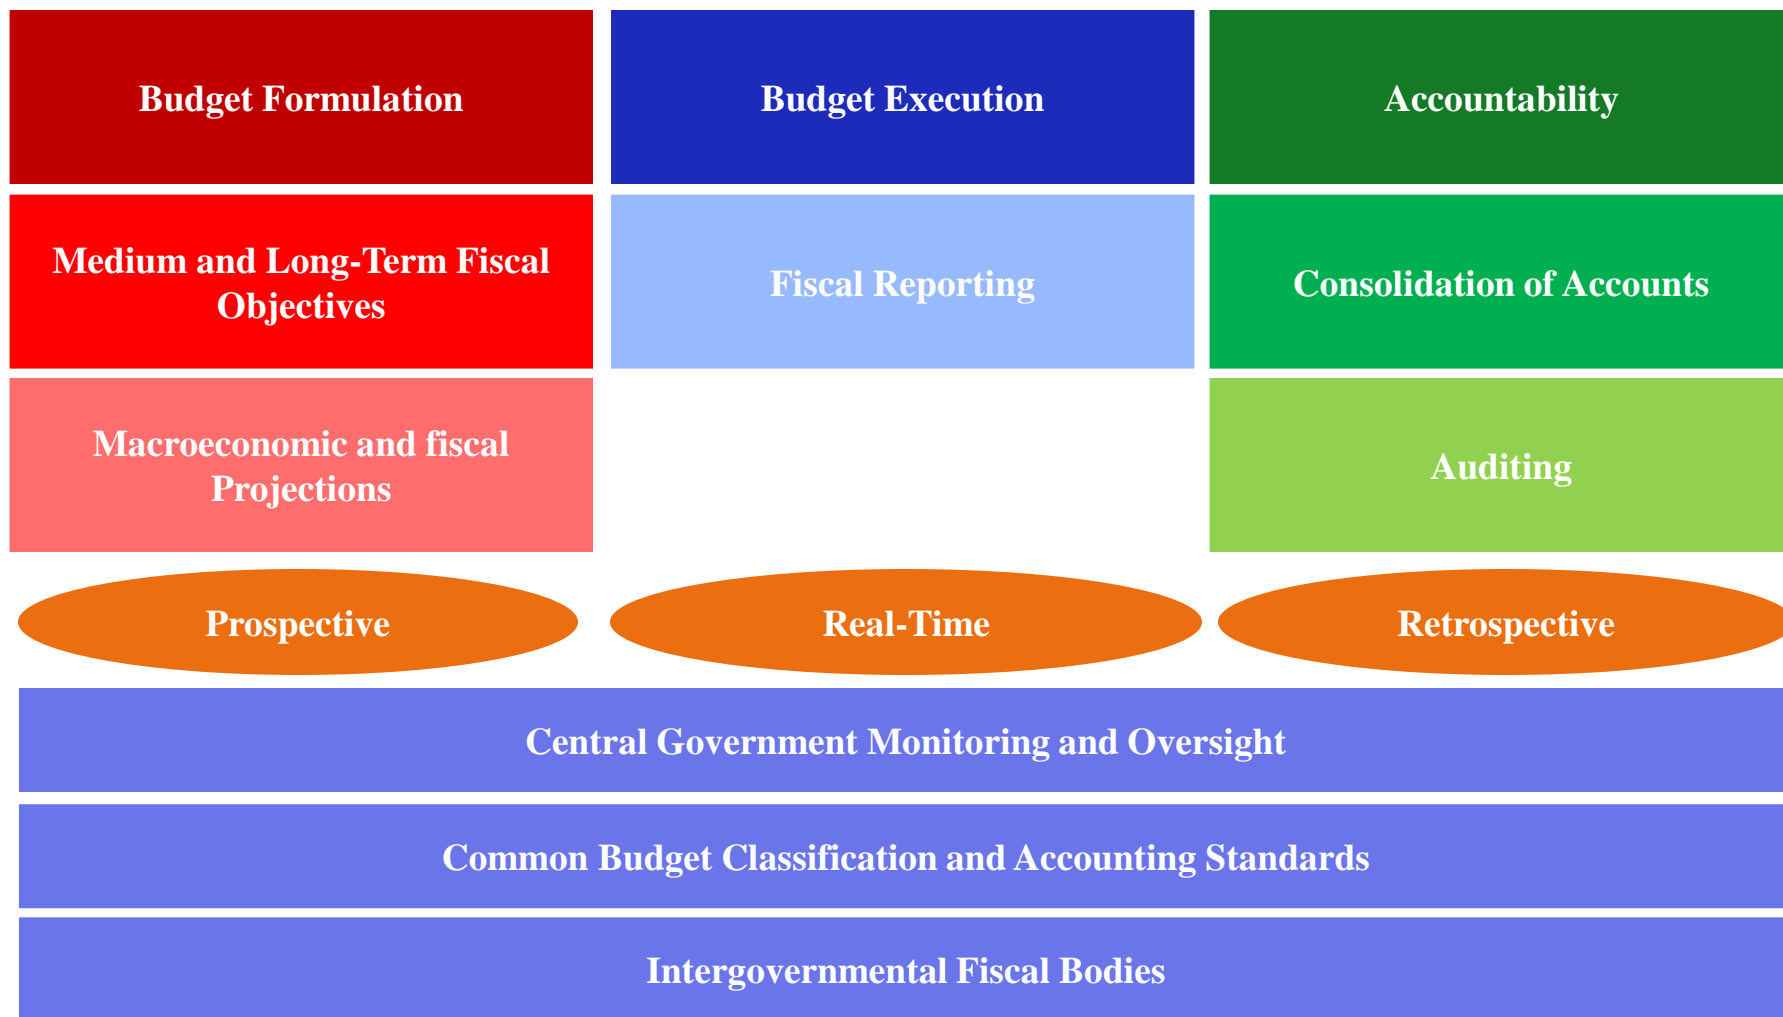 Budget Formulation
Budget Execution
Accountability
Medium and Long-Term Fiscal
Objectives
Fiscal Reporting
Consolidation of Accounts
Macroeconomic and fiscal
Projections
Auditing
Prospective
Real-Time
Retrospective
Central Government Monitoring and Oversight
Common Budget Classification and Accounting Standards
Intergovernmental Fiscal Bodies